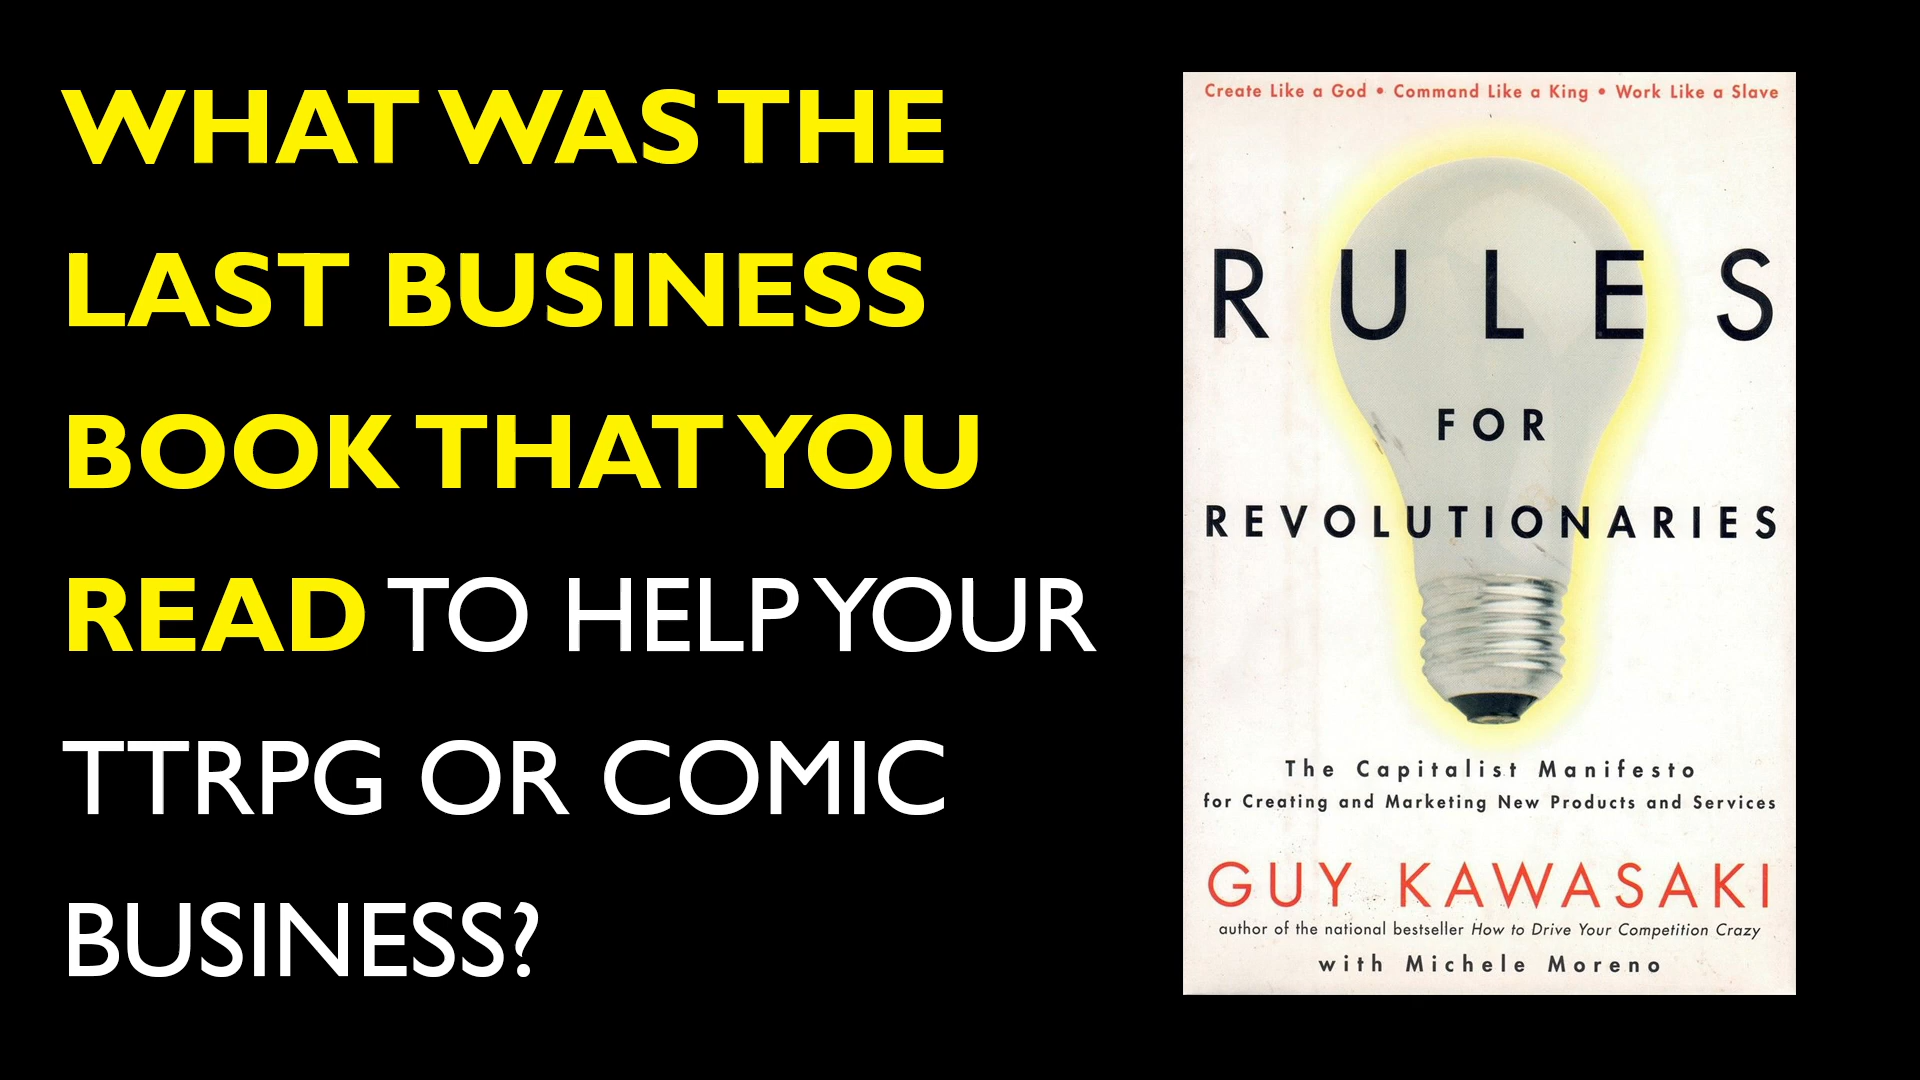 WHAT WAS THE
LAST BUSINESS
BOOK THAT YOU
READ TO HELP YOUR
TTRPG OR COMIC
BUSINESS?
Create Like a God • Command Like a King • Work Like a Slave
RULES
FOR
REVOLUTIONARIES
The Capitalist Manifesto
for Creating and Marketing New Products and Services
GUY KAWASAKI
author of the national bestseller How to Drive Your Competition Crazy
with Michele Moreno